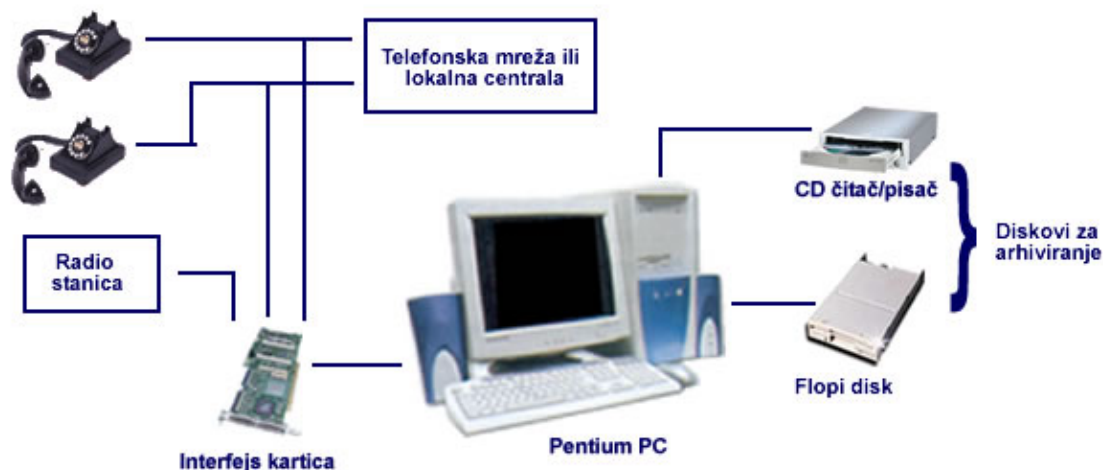 Telefonska mreža ili
lokalna centrala
CD čitač/pisač
Radio
stanica
Diskovi za
arhiviranje
Flopi disk
Pentium PC
Interfejs kartica